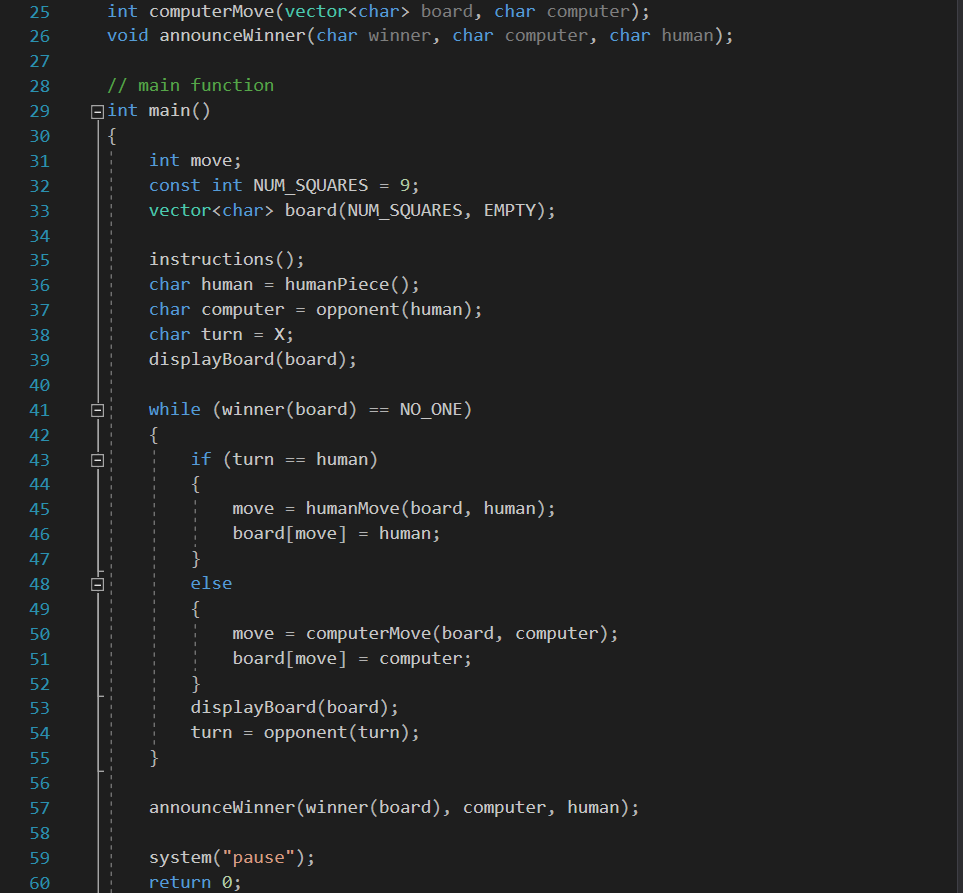 25 int computerMove(vector<char> board, char computer);
26 void announceWinner(char winner, char computer, char human);
27
28 // main function
29 int main()
30 {
31 int move;
32 const int NUM_SQUARES = 9;
33 vector<char> board(NUM_SQUARES, EMPTY);
34
35 instructions();
36 char human = humanPiece();
37 char computer = opponent(human);
38 char turn = X;
39 displayBoard(board);
40
41 while (winner(board) == NO_ONE)
42 {
43 if (turn == human)
44 {
45 move = humanMove(board, human);
46 board[move] = human;
47 }
48 else
49 {
50 move = computerMove(board, computer);
51 board[move] = computer;
52 }
53 displayBoard(board);
54 turn = opponent(turn);
55 }
56
57 announceWinner(winner(board), computer, human);
58
59 system("pause");
60 return 0;